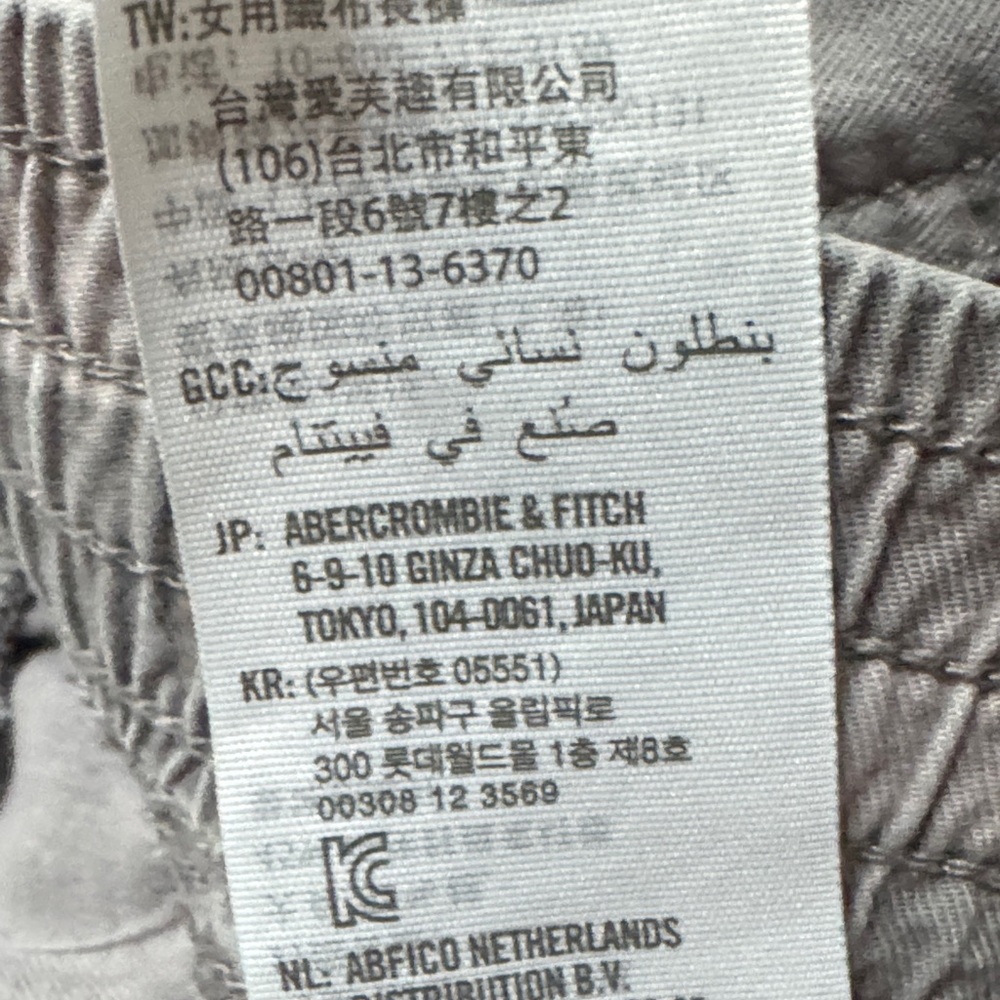 TW:女用織布長褲
台灣愛芙趣有限公司
(106)台北市和平東
路一段6號7樓之2
00801-13-6370
GCC: بنطلون نسائي منسوج
صُنع في فييتنام
JP: ABERCROMBIE & FITCH
6-9-10 GINZA CHUO-KU,
TOKYO, 104-0061, JAPAN
KR: (우편번호 05551)
서울 송파구 올림픽로
300 롯데월드몰 1층 제8호
00308 12 3569
KC
NL: ABFICO NETHERLANDS
DISTRIBUTION B.V.